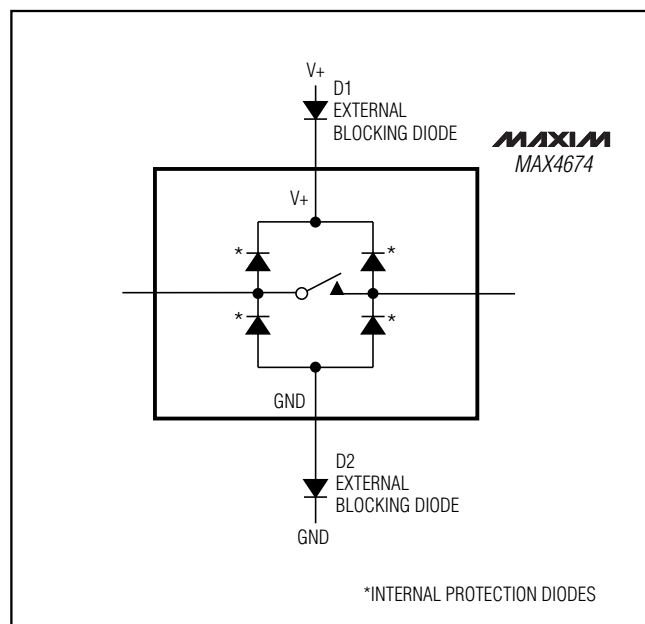 V+
D1
EXTERNAL
BLOCKING DIODE
MAXIM
MAX4674
V+
*
*
*
*
GND
D2
EXTERNAL
BLOCKING DIODE
GND
*INTERNAL PROTECTION DIODES